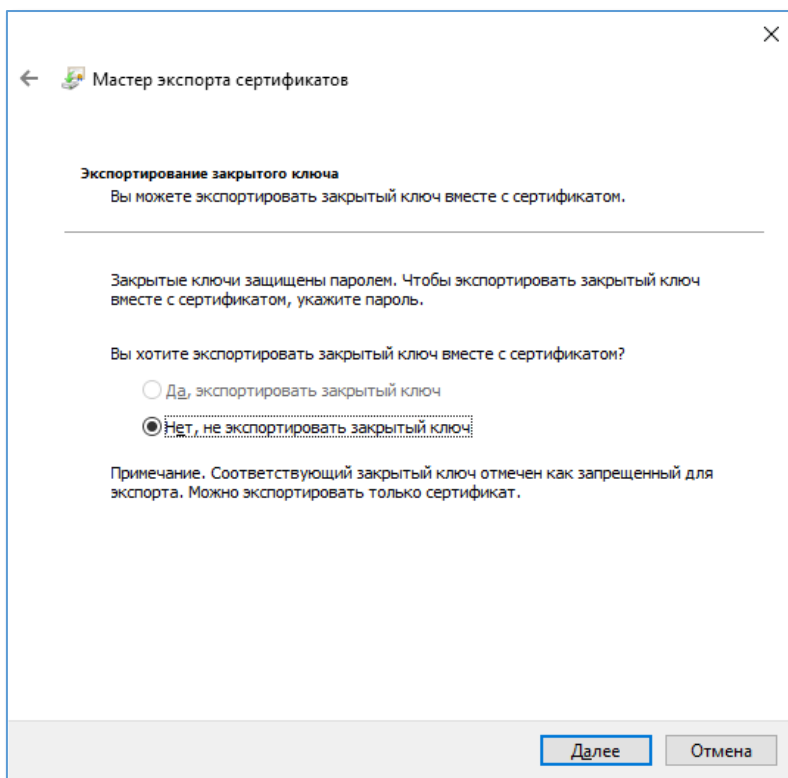 Мастер экспорта сертификатов
Экспортирование закрытого ключа
Вы можете экспортировать закрытый ключ вместе с сертификатом.
Закрытые ключи защищены паролем. Чтобы экспортировать закрытый ключ
вместе с сертификатом, укажите пароль.
Вы хотите экспортировать закрытый ключ вместе с сертификатом?
Да, экспортировать закрытый ключ
Нет, не экспортировать закрытый ключ
Примечание. Соответствующий закрытый ключ отмечен как запрещенный для
экспорта. Можно экспортировать только сертификат.
Далее Отмена